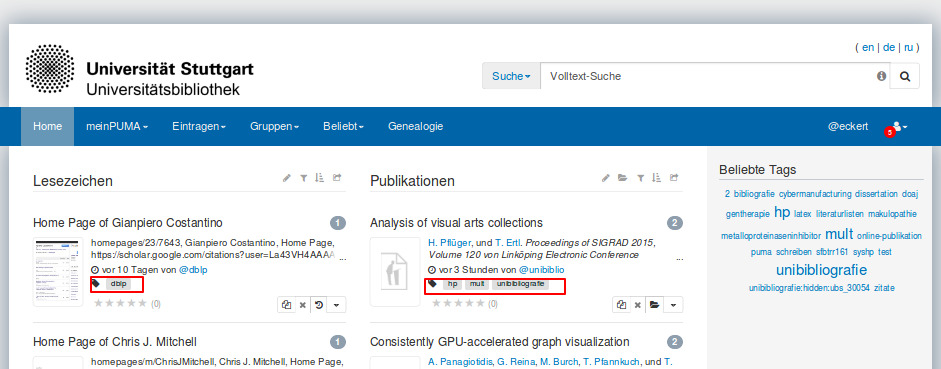 ( en | de | ru )
Universität Stuttgart
Universitätsbibliothek
Suche Volltext-Suche
Home meinPUMA Eintragen Gruppen Beliebt Genealogie @eckert 5
Lesezeichen
Home Page of Gianpiero Costantino 1
homepages/23/7643, Gianpiero Costantino, Home Page,
https://scholar.google.com/citations?user=La43VH4AAAA ...
vor 10 Tagen von @dblp
dblp
(0)
Home Page of Chris J. Mitchell 1
homepages/m/ChrisJMitchell, Chris J. Mitchell, Home Page,
Publikationen
Analysis of visual arts collections 2
H. Pflüger, und T. Ertl. Proceedings of SIGRAD 2015,
Volume 120 von Linköping Electronic Conference ...
vor 3 Stunden von @unibiblio
hp mult unibibliografie
(0)
Consistently GPU-accelerated graph visualization 2
A. Panagiotidis, G. Reina, M. Burch, T. Pfannkuch, und T.
Beliebte Tags
2 bibliografie cybermanufacturing dissertation doaj
gentherapie hp latex literaturlisten makulopathie
metalloproteinaseninhibitor mult online-publikation
puma schreiben sfbtrr161 syshp test
unibibliografie
unibibliografie:hidden:ubs_30054 zitate